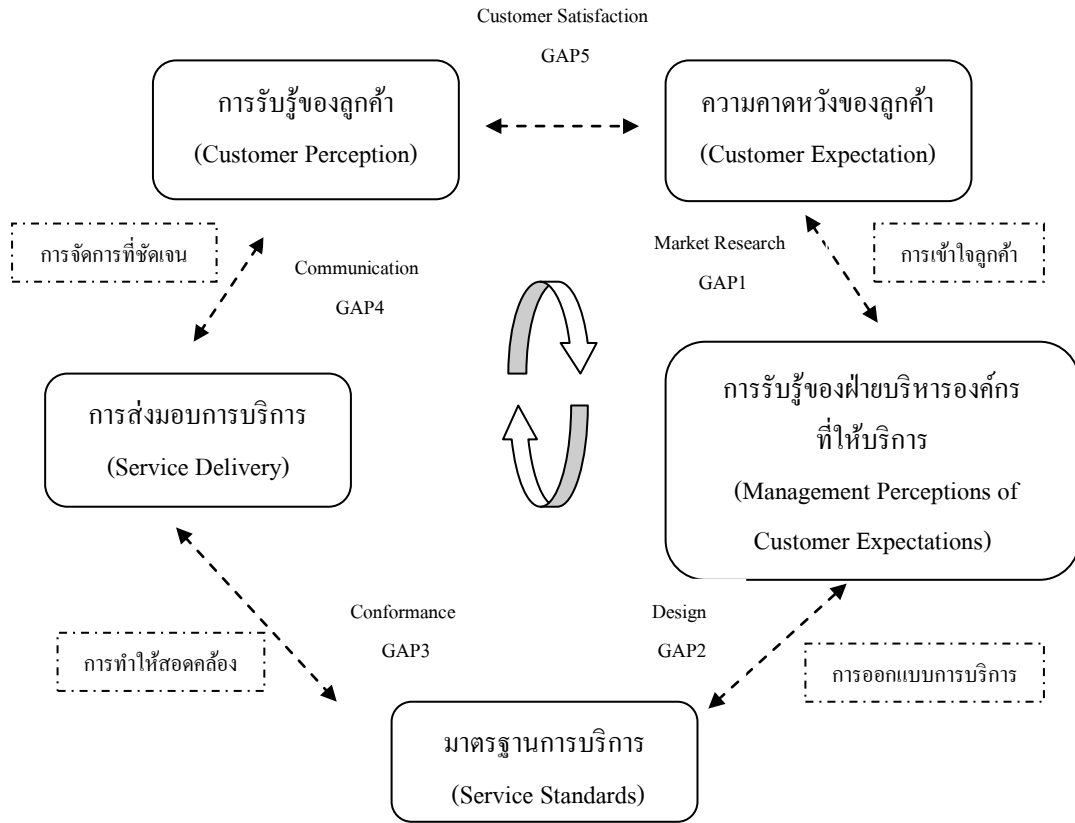 Customer Satisfaction
GAP5
การรับรู้ของลูกค้า
(Customer Perception)
ความคาดหวังของลูกค้า
(Customer Expectation)
การจัดการที่ชัดเจน
Communication
GAP4
Market Research
GAP1
การเข้าใจลูกค้า
การส่งมอบการบริการ
(Service Delivery)
การรับรู้ของฝ่ายบริหารองค์กร
ที่ให้บริการ
(Management Perceptions of
Customer Expectations)
Conformance
GAP3
Design
GAP2
การทำให้สอดคล้อง
การออกแบบการบริการ
มาตรฐานการบริการ
(Service Standards)